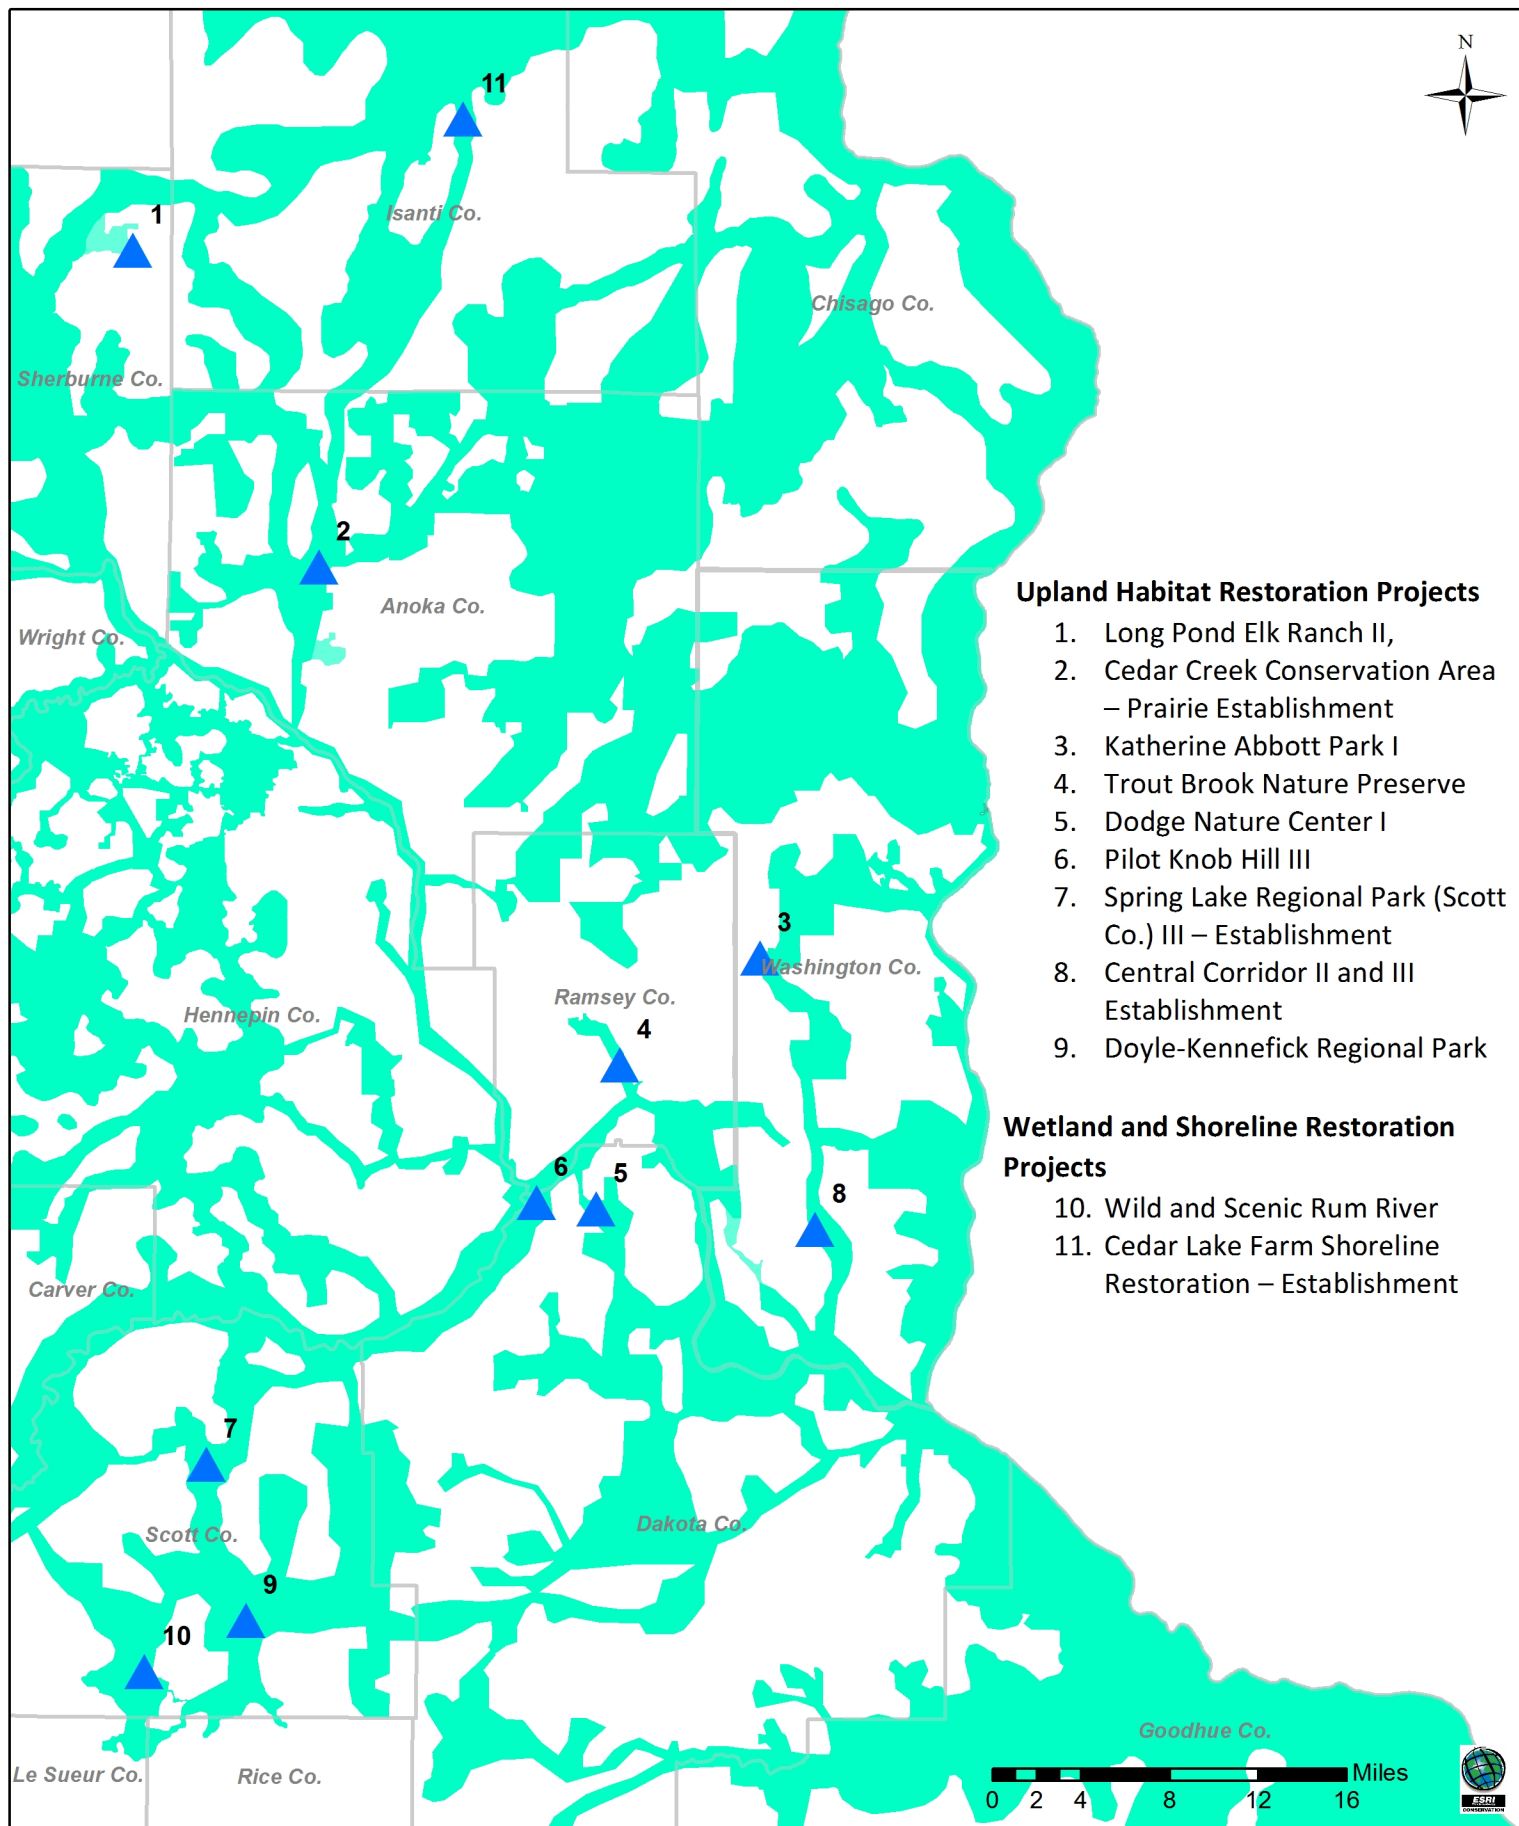 N
11
1
Isanti Co.
Chisago Co.
Sherburne Co.
2
Anoka Co.
Wright Co.
Upland Habitat Restoration Projects
1. Long Pond Elk Ranch II,
2. Cedar Creek Conservation Area
– Prairie Establishment
3. Katherine Abbott Park I
4. Trout Brook Nature Preserve
5. Dodge Nature Center I
6. Pilot Knob Hill III
7. Spring Lake Regional Park (Scott
Co.) III – Establishment
8. Central Corridor II and III
Establishment
9. Doyle-Kennefick Regional Park
3
Washington Co.
Ramsey Co.
Hennepin Co.
4
Wetland and Shoreline Restoration
Projects
10. Wild and Scenic Rum River
11. Cedar Lake Farm Shoreline
Restoration – Establishment
6
5
8
Carver Co.
7
Scott Co.
Dakota Co.
9
10
Goodhue Co.
Le Sueur Co.
Rice Co.
Miles
0 2 4 8 12 16
ESRI
CONSERVATION